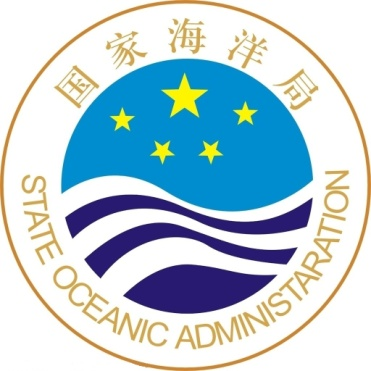 国家海洋局
STATE OCEANIC ADMINISTARATION